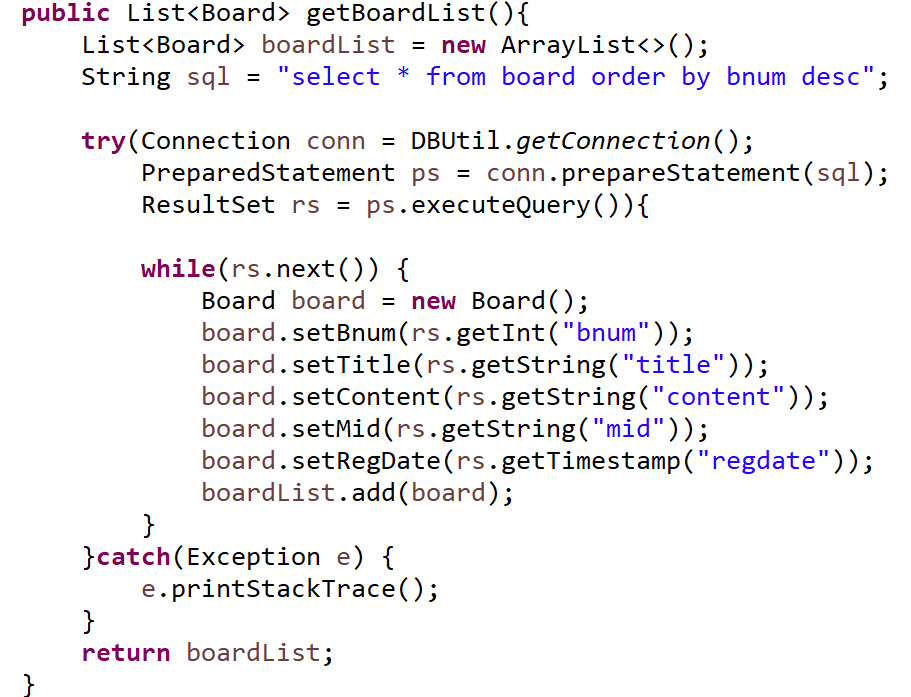 public List<Board> getBoardList(){
    List<Board> boardList = new ArrayList<>();
    String sql = "select * from board order by bnum desc";

    try(Connection conn = DBUtil.getConnection();
        PreparedStatement ps = conn.prepareStatement(sql);
        ResultSet rs = ps.executeQuery()){

        while(rs.next()) {
            Board board = new Board();
            board.setBnum(rs.getInt("bnum"));
            board.setTitle(rs.getString("title"));
            board.setContent(rs.getString("content"));
            board.setMid(rs.getString("mid"));
            board.setRegDate(rs.getTimestamp("regdate"));
            boardList.add(board);
        }
    }catch(Exception e) {
        e.printStackTrace();
    }
    return boardList;
}